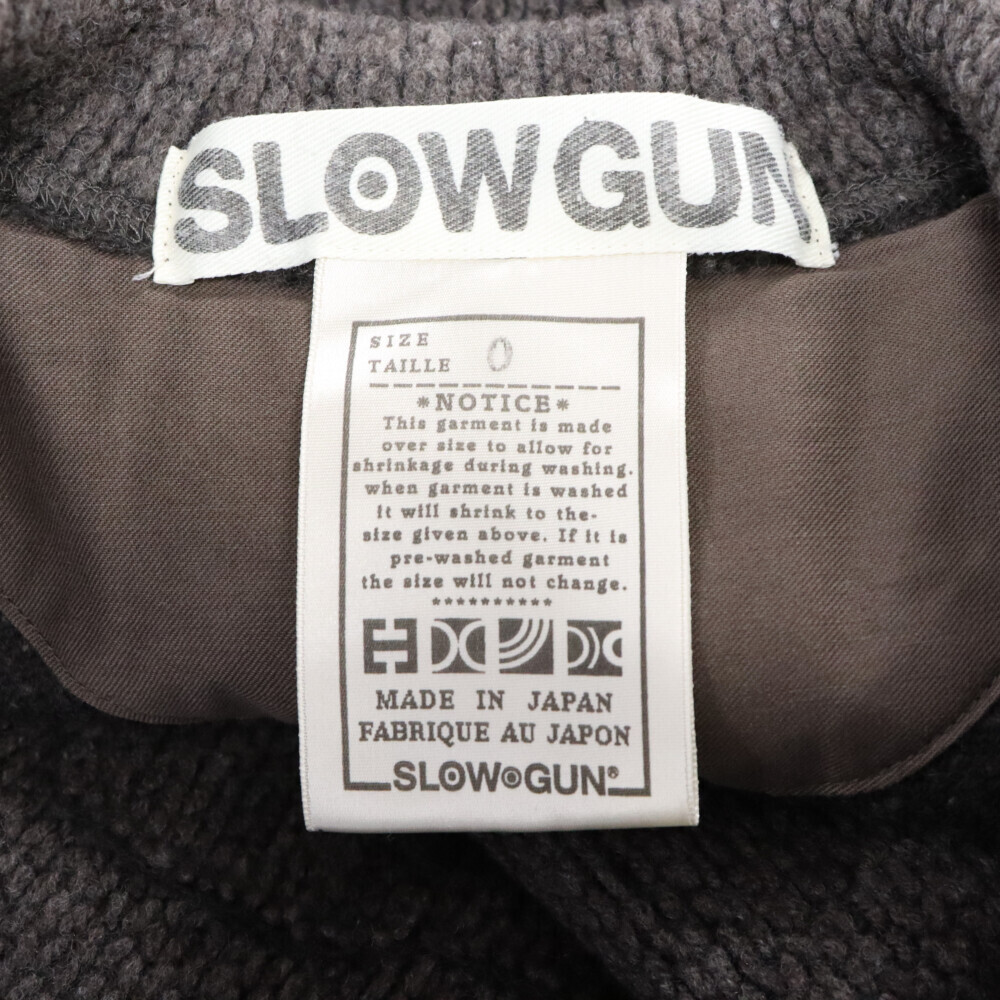 SLOWGUN
SIZE
TAILLE 0
*NOTICE*
This garment is made
over size to allow for
shrinkage during washing.
when garment is washed
it will shrink to the-
size given above. If it is
pre-washed garment
the size will not change.
**********
MADE IN JAPAN
FABRIQUE AU JAPON
SLOW⊙GUN®